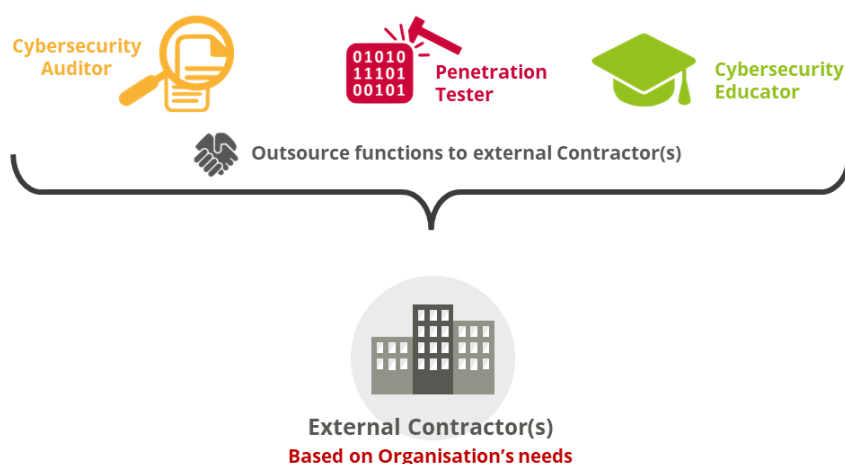 Cybersecurity
Auditor
01010
11101
00101
Penetration
Tester
Cybersecurity
Educator
Outsource functions to external Contractor(s)
External Contractor(s)
Based on Organisation's needs